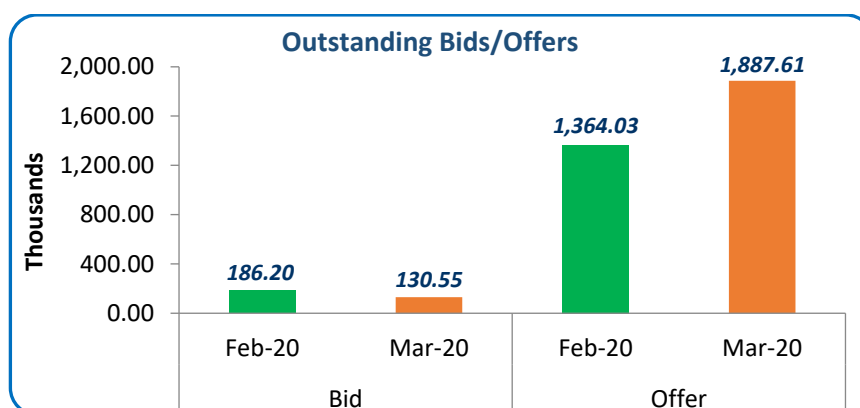 Outstanding Bids/Offers
Thousands
2,000.00
1,600.00
1,200.00
800.00
400.00
0.00
186.20
130.55
1,364.03
1,887.61
Feb-20 Mar-20 Feb-20 Mar-20
Bid Offer